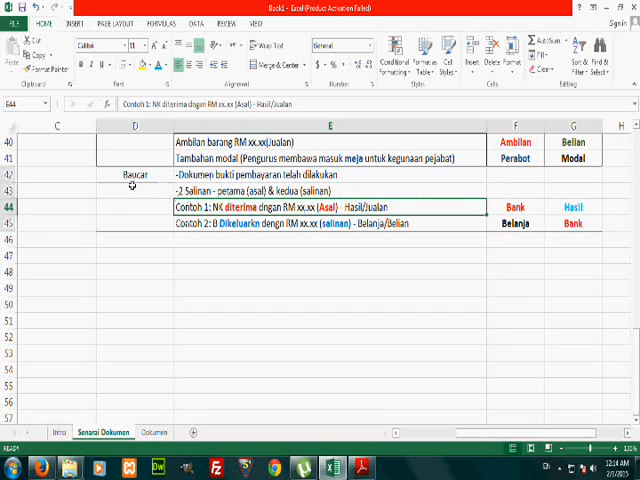 Book1 - Excel (Product Activation Failed)
FILE HOME INSERT PAGE LAYOUT FORMULAS DATA REVIEW VIEW Sign in
Cut
Copy
Format Painter
Paste
Calibri 11
B I U
Wrap Text
Merge & Center
General
$ % ,
Conditional Formatting
Format as Table
Cell Styles
Insert Delete Format
AutoSum
Fill
Clear
Sort & Filter
Find & Select
Clipboard Font Alignment Number Styles Cells Editing
E44 fx Contoh 1: NK diterima dngan RM xx.xx (Asal) - Hasil/Jualan
C D E F G H
40 Ambilan barang RM xx.xx(Jualan) Ambilan Belian
41 Tambahan modal (Pengurus membawa masuk meja untuk kegunaan pejabat) Perabot Modal
42 Baucar -Dokumen bukti pembayaran telah dilakukan
43 -2 Salinan - petama (asal) & kedua (salinan)
44 Contoh 1: NK diterima dngan RM xx.xx (Asal) - Hasil/Jualan Bank Hasil
45 Contoh 2: B Dikeluarkn dengn RM xx.xx (salinan) - Belanja/Belian Belanja Bank
46
47
48
49
50
51
52
53
54
55
56
57
Intro Senarai Dokumen Dokumen
READY 130%
EN 12:14 AM
2/1/2015